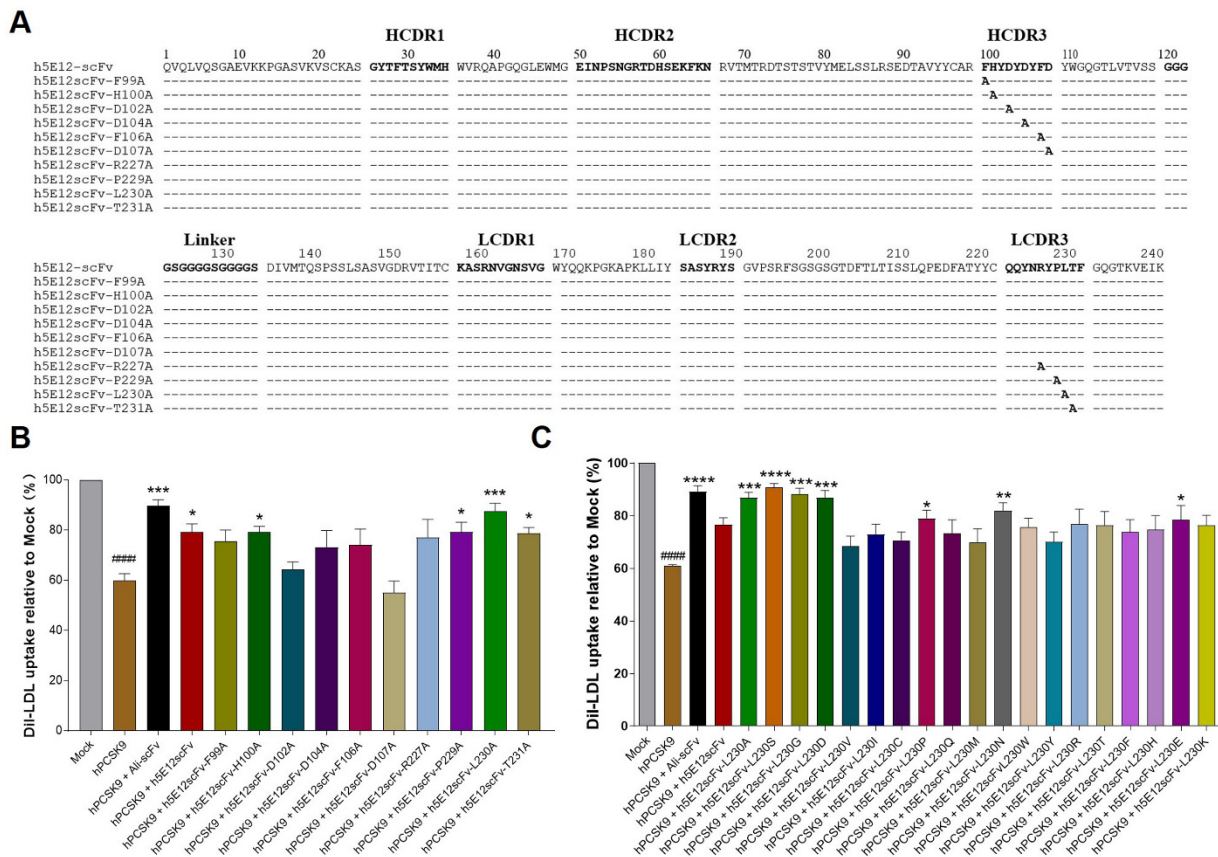 A
HCDR1 HCDR2 HCDR3
1 10 20 30 40 50 60 70 80 90 100 110 120
h5E12-scFv QVQLVQSGAEVKKPGASVKVSCKAS GYTFTSYWMH WVRQAPGQGLEWMG EINPSNGRTDHSEKFKN RVTMTRDTSTSTVYMELSSLRSEDTAVYYCAR FHYDYDYFD YWGQGTLVTVSS GGG
h5E12scFv-F99A A
h5E12scFv-H100A A
h5E12scFv-D102A A
h5E12scFv-D104A A
h5E12scFv-F106A A
h5E12scFv-D107A A
h5E12scFv-R227A
h5E12scFv-P229A
h5E12scFv-L230A
h5E12scFv-T231A
Linker LCDR1 LCDR2 LCDR3
130 140 150 160 170 180 190 200 210 220 230 240
h5E12-scFv GSGGGGSGGGGS DIVMTQSPSSLSASVGDRVTITC KASRNVGNSVG WYQQKPGKAPKLLIY SASYRYS GVPSRFSGSGSGTDFTLTISSLQPEDFATYYC QQYNRYPLTF GQGTKVEIK
h5E12scFv-F99A
h5E12scFv-H100A
h5E12scFv-D102A
h5E12scFv-D104A
h5E12scFv-F106A
h5E12scFv-D107A
h5E12scFv-R227A A
h5E12scFv-P229A A
h5E12scFv-L230A A
h5E12scFv-T231A A
B
DiI-LDL uptake relative to Mock (%)
100
80
60
40
20
0
####
***
*
*
*
***
*
Mock
hPCSK9
hPCSK9 + Ali-scFv
hPCSK9 + h5E12scFv
hPCSK9 + h5E12scFv-F99A
hPCSK9 + h5E12scFv-H100A
hPCSK9 + h5E12scFv-D102A
hPCSK9 + h5E12scFv-D104A
hPCSK9 + h5E12scFv-F106A
hPCSK9 + h5E12scFv-D107A
hPCSK9 + h5E12scFv-R227A
hPCSK9 + h5E12scFv-P229A
hPCSK9 + h5E12scFv-L230A
hPCSK9 + h5E12scFv-T231A
C
DiI-LDL uptake relative to Mock (%)
100
80
60
40
20
0
####
****
***
****
***
***
*
**
*
Mock
hPCSK9
hPCSK9 + Ali-scFv
hPCSK9 + h5E12scFv
hPCSK9 + h5E12scFv-L230A
hPCSK9 + h5E12scFv-L230S
hPCSK9 + h5E12scFv-L230G
hPCSK9 + h5E12scFv-L230D
hPCSK9 + h5E12scFv-L230V
hPCSK9 + h5E12scFv-L230I
hPCSK9 + h5E12scFv-L230C
hPCSK9 + h5E12scFv-L230P
hPCSK9 + h5E12scFv-L230Q
hPCSK9 + h5E12scFv-L230M
hPCSK9 + h5E12scFv-L230N
hPCSK9 + h5E12scFv-L230W
hPCSK9 + h5E12scFv-L230Y
hPCSK9 + h5E12scFv-L230R
hPCSK9 + h5E12scFv-L230T
hPCSK9 + h5E12scFv-L230F
hPCSK9 + h5E12scFv-L230H
hPCSK9 + h5E12scFv-L230E
hPCSK9 + h5E12scFv-L230K